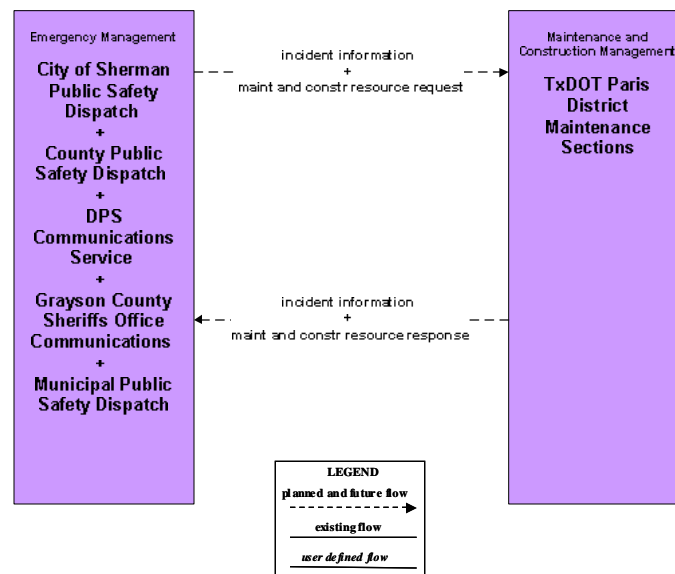 Emergency Management
City of Sherman
Public Safety
Dispatch
+
County Public
Safety Dispatch
+
DPS
Communications
Service
+
Grayson County
Sheriffs Office
Communications
+
Municipal Public
Safety Dispatch
incident information
+
maint and constr resource request
incident information
+
maint and constr resource response
Maintenance and
Construction Management
TxDOT Paris
District
Maintenance
Sections
LEGEND
planned and future flow
existing flow
user defined flow